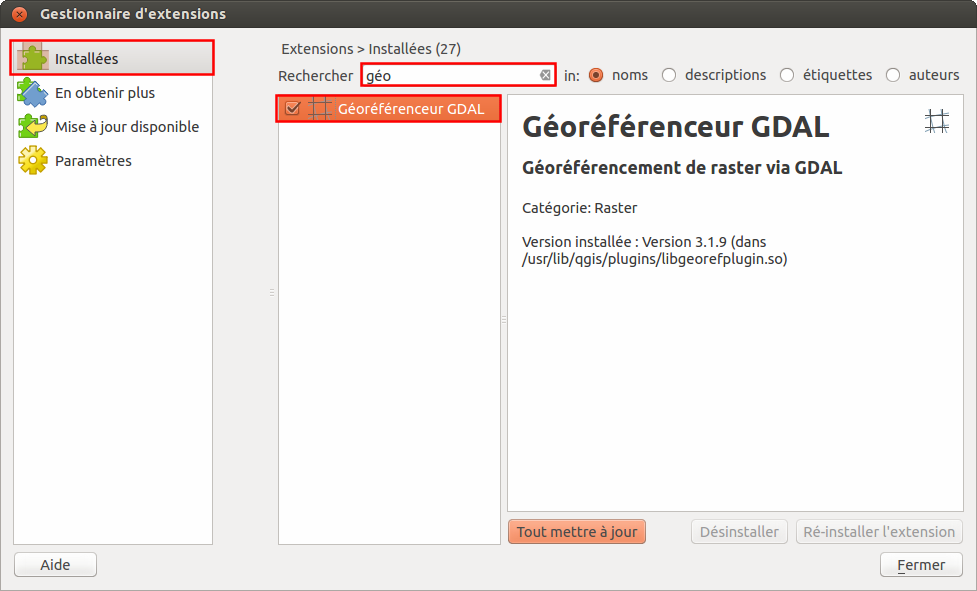 Gestionnaire d'extensions
Installées
En obtenir plus
Mise à jour disponible
Paramètres
Extensions > Installées (27)
Rechercher géo in: noms descriptions étiquettes auteurs
Géoréférenceur GDAL
Géoréférenceur GDAL
Géoréférencement de raster via GDAL
Catégorie: Raster
Version installée : Version 3.1.9 (dans
/usr/lib/qgis/plugins/libgeorefplugin.so)
Tout mettre à jour Désinstaller Ré-installer l'extension
Aide Fermer